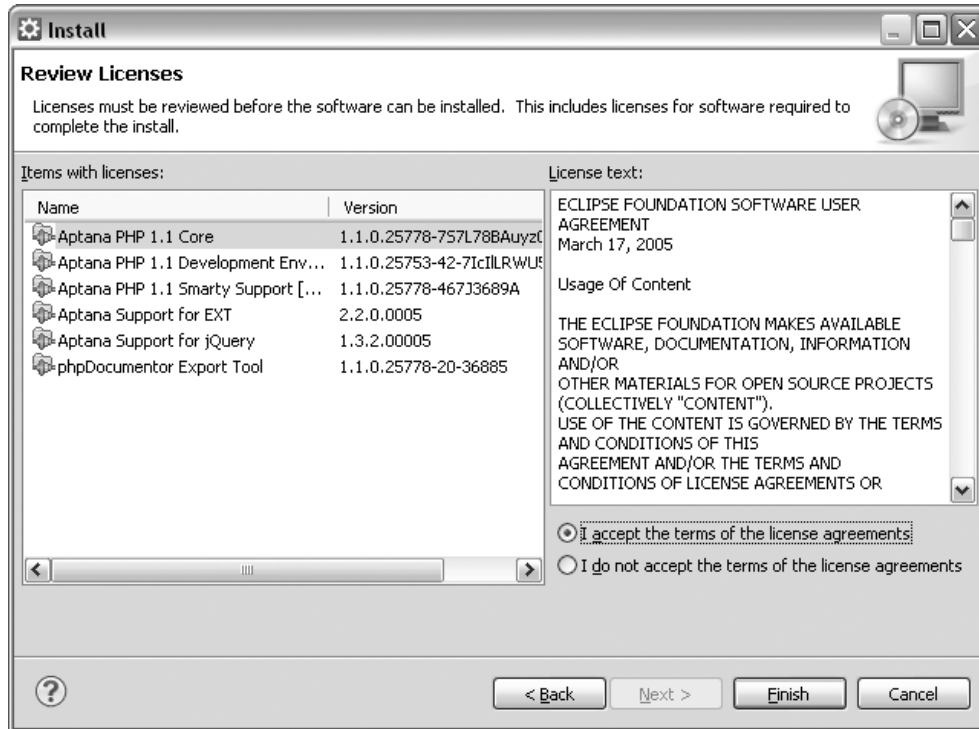 Install
Review Licenses
Licenses must be reviewed before the software can be installed. This includes licenses for software required to
complete the install.
Items with licenses:
Name Version
Aptana PHP 1.1 Core 1.1.0.25778-7S7L78BAuyz
Aptana PHP 1.1 Development Env... 1.1.0.25753-42-7IcIlLRWU
Aptana PHP 1.1 Smarty Support [... 1.1.0.25778-467J3689A
Aptana Support for EXT 2.2.0.0005
Aptana Support for jQuery 1.3.2.00005
phpDocumentor Export Tool 1.1.0.25778-20-36885
License text:
ECLIPSE FOUNDATION SOFTWARE USER
AGREEMENT
March 17, 2005
Usage Of Content
THE ECLIPSE FOUNDATION MAKES AVAILABLE
SOFTWARE, DOCUMENTATION, INFORMATION
AND/OR
OTHER MATERIALS FOR OPEN SOURCE PROJECTS
(COLLECTIVELY "CONTENT").
USE OF THE CONTENT IS GOVERNED BY THE TERMS
AND CONDITIONS OF THIS
AGREEMENT AND/OR THE TERMS AND
CONDITIONS OF LICENSE AGREEMENTS OR
I accept the terms of the license agreements
I do not accept the terms of the license agreements
?
< Back
Next >
Finish
Cancel